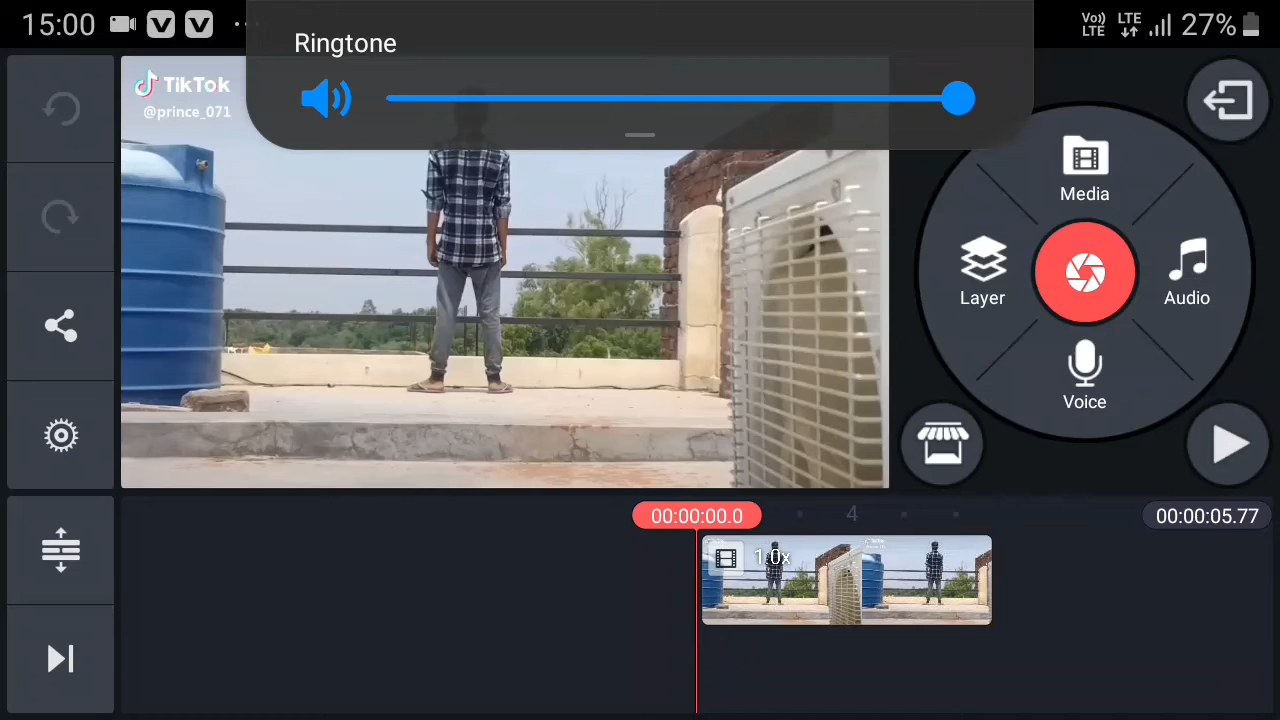 15:00
Vo))
LTE
LTE
27%
Ringtone
TikTok
@prince_071
Media
Layer
Audio
Voice
00:00:00.0
4
00:00:05.77
1.0x